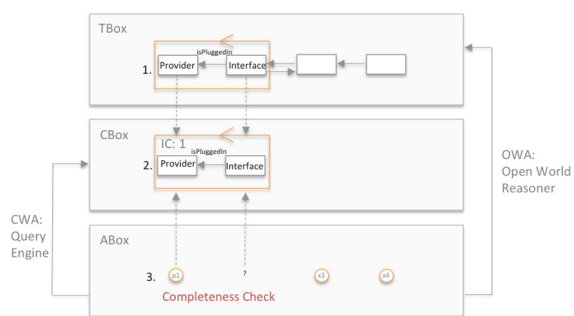 TBox
isPluggedIn
1.
Provider
Interface
CBox
IC: 1
isPluggedIn
2.
Provider
Interface
OWA:
Open World
Reasoner
CWA:
Query
Engine
ABox
3.
p1
?
x3
x4
Completeness Check